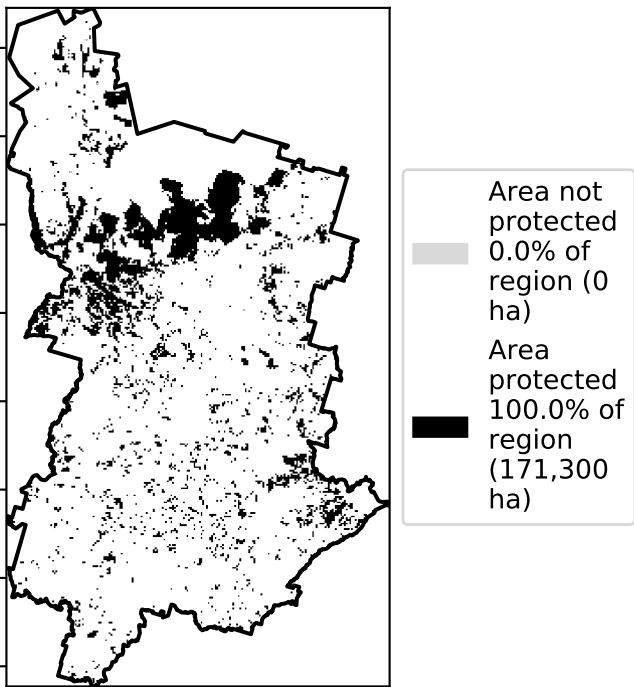 Area not
protected
0.0% of
region (0
ha)
Area
protected
100.0% of
region
(171,300
ha)